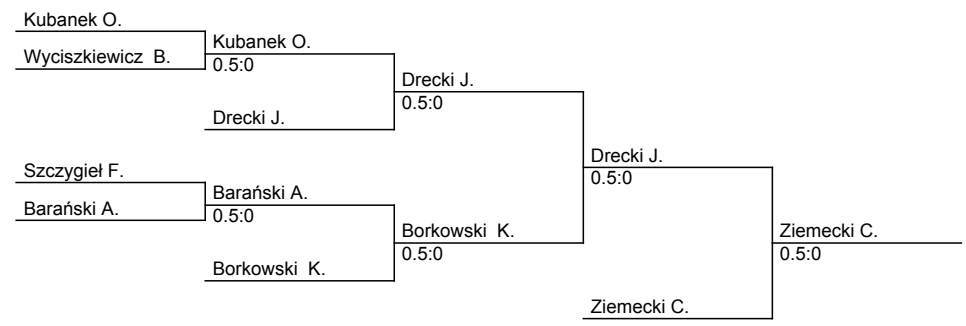 Kubanek O.
Wyciszkiewicz  B.
Kubanek O.
0.5:0
Drecki J.
Drecki J.
0.5:0
Szczygieł F.
Barański A.
Barański A.
0.5:0
Borkowski  K.
Borkowski  K.
0.5:0
Drecki J.
0.5:0
Ziemecki C.
Ziemecki C.
0.5:0